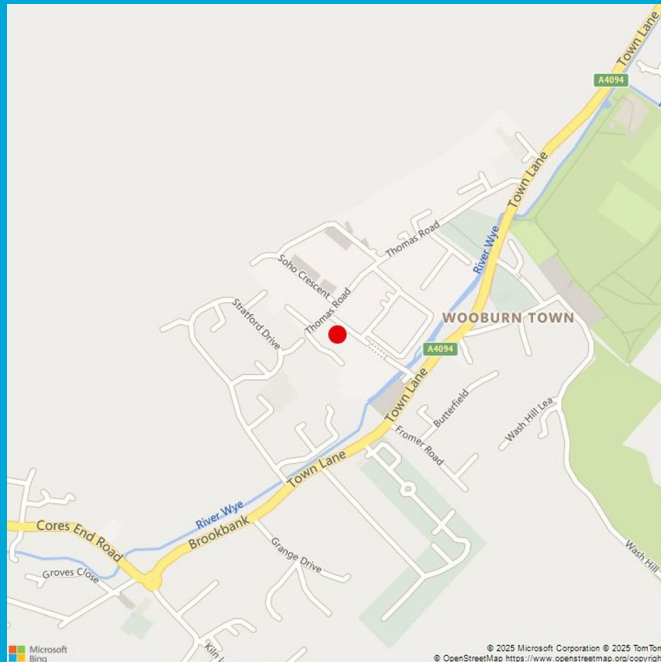 Town Lane
A4094
Town Lane
Thomas Road
River Wye
Soho Crescent
Thomas Road
Stratford Drive
WOOBURN TOWN
A4094
Town Lane
Butterfield
Wash Hill Lea
Fromer Road
Town Lane
River Wye
Brookbank
Cores End Road
Grange Drive
Groves Close
Wash Hill
Kiln
Microsoft
Bing
© 2025 Microsoft Corporation © 2025 TomTom
© OpenStreetMap https://www.openstreetmap.org/copyrigh